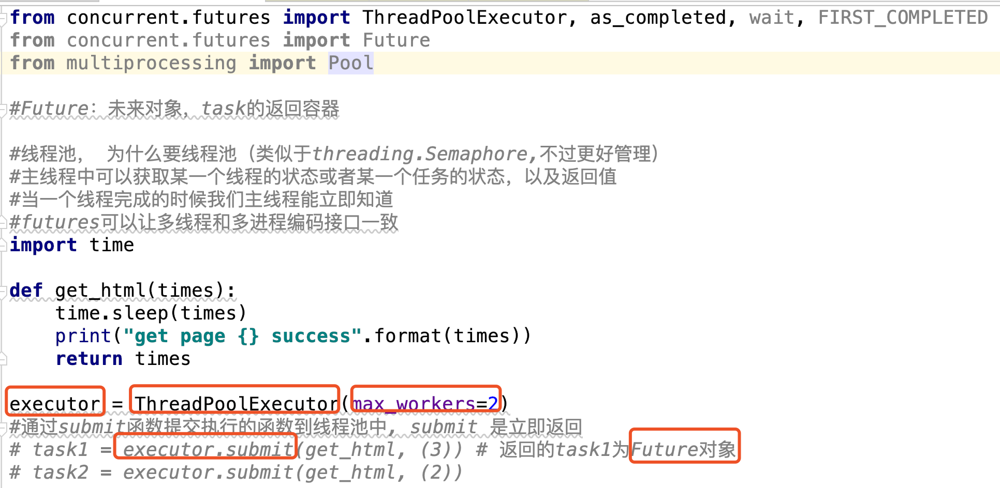 from concurrent.futures import ThreadPoolExecutor, as_completed, wait, FIRST_COMPLETED
from concurrent.futures import Future
from multiprocessing import Pool
#Future：未来对象，task的返回容器
#线程池， 为什么要线程池（类似于threading.Semaphore,不过更好管理）
#主线程中可以获取某一个线程的状态或者某一个任务的状态，以及返回值
#当一个线程完成的时候我们主线程能立即知道
#futures可以让多线程和多进程编码接口一致
import time
def get_html(times):
    time.sleep(times)
    print("get page {} success".format(times))
    return times
executor = ThreadPoolExecutor(max_workers=2)
#通过submit函数提交执行的函数到线程池中, submit 是立即返回
# task1 = executor.submit(get_html, (3)) # 返回的task1为Future对象
# task2 = executor.submit(get_html, (2))